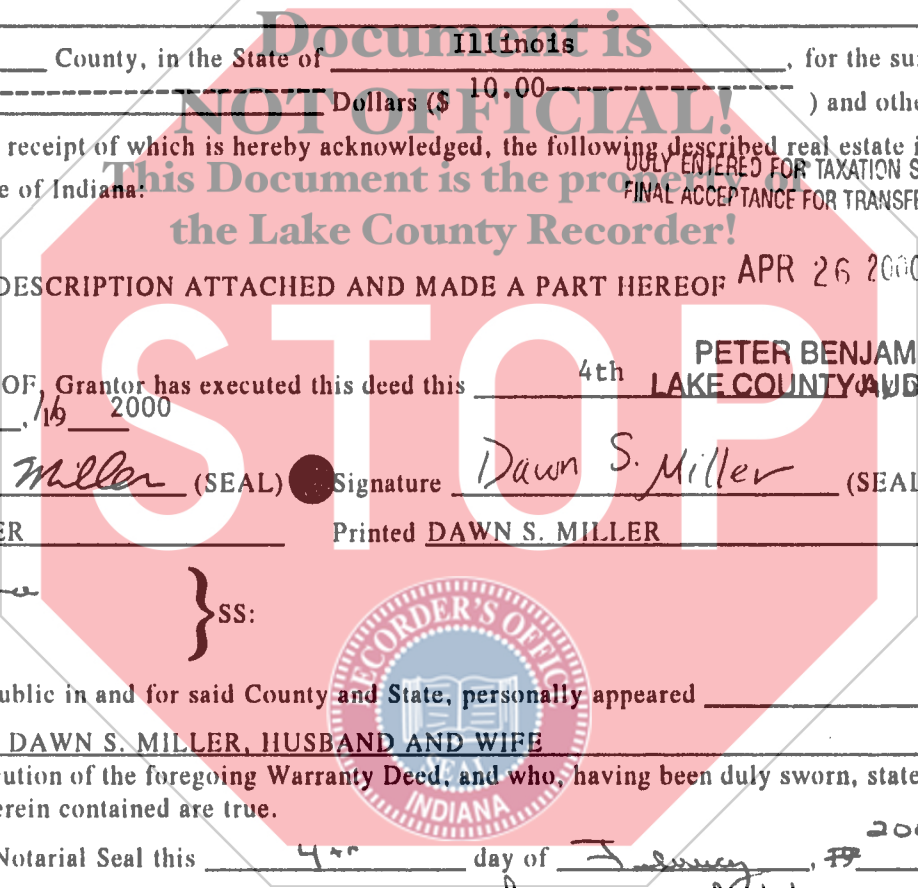 Document is
County, in the State of Illinois, for the su
NOT OFFICIAL!
Dollars ($ 10.00 ) and othe
receipt of which is hereby acknowledged, the following described real estate i
DULY ENTERED FOR TAXATION S
e of Indiana:
This Document is the property of
FINAL ACCEPTANCE FOR TRANSFE
the Lake County Recorder!
DESCRIPTION ATTACHED AND MADE A PART HEREOF
APR 26 2000
STOP
PETER BENJAM
OF, Grantor has executed this deed this 4th
LAKE COUNTY AUD
, 19 2000
Miller (SEAL) Signature Dawn S. Miller (SEAL
ER Printed DAWN S. MILLER
} SS:
RECORDER'S OFFICE
ublic in and for said County and State, personally appeared
DAWN S. MILLER, HUSBAND AND WIFE
SEAL
ution of the foregoing Warranty Deed, and who, having been duly sworn, state
erein contained are true.
INDIANA
Notarial Seal this 4th day of , 19 200